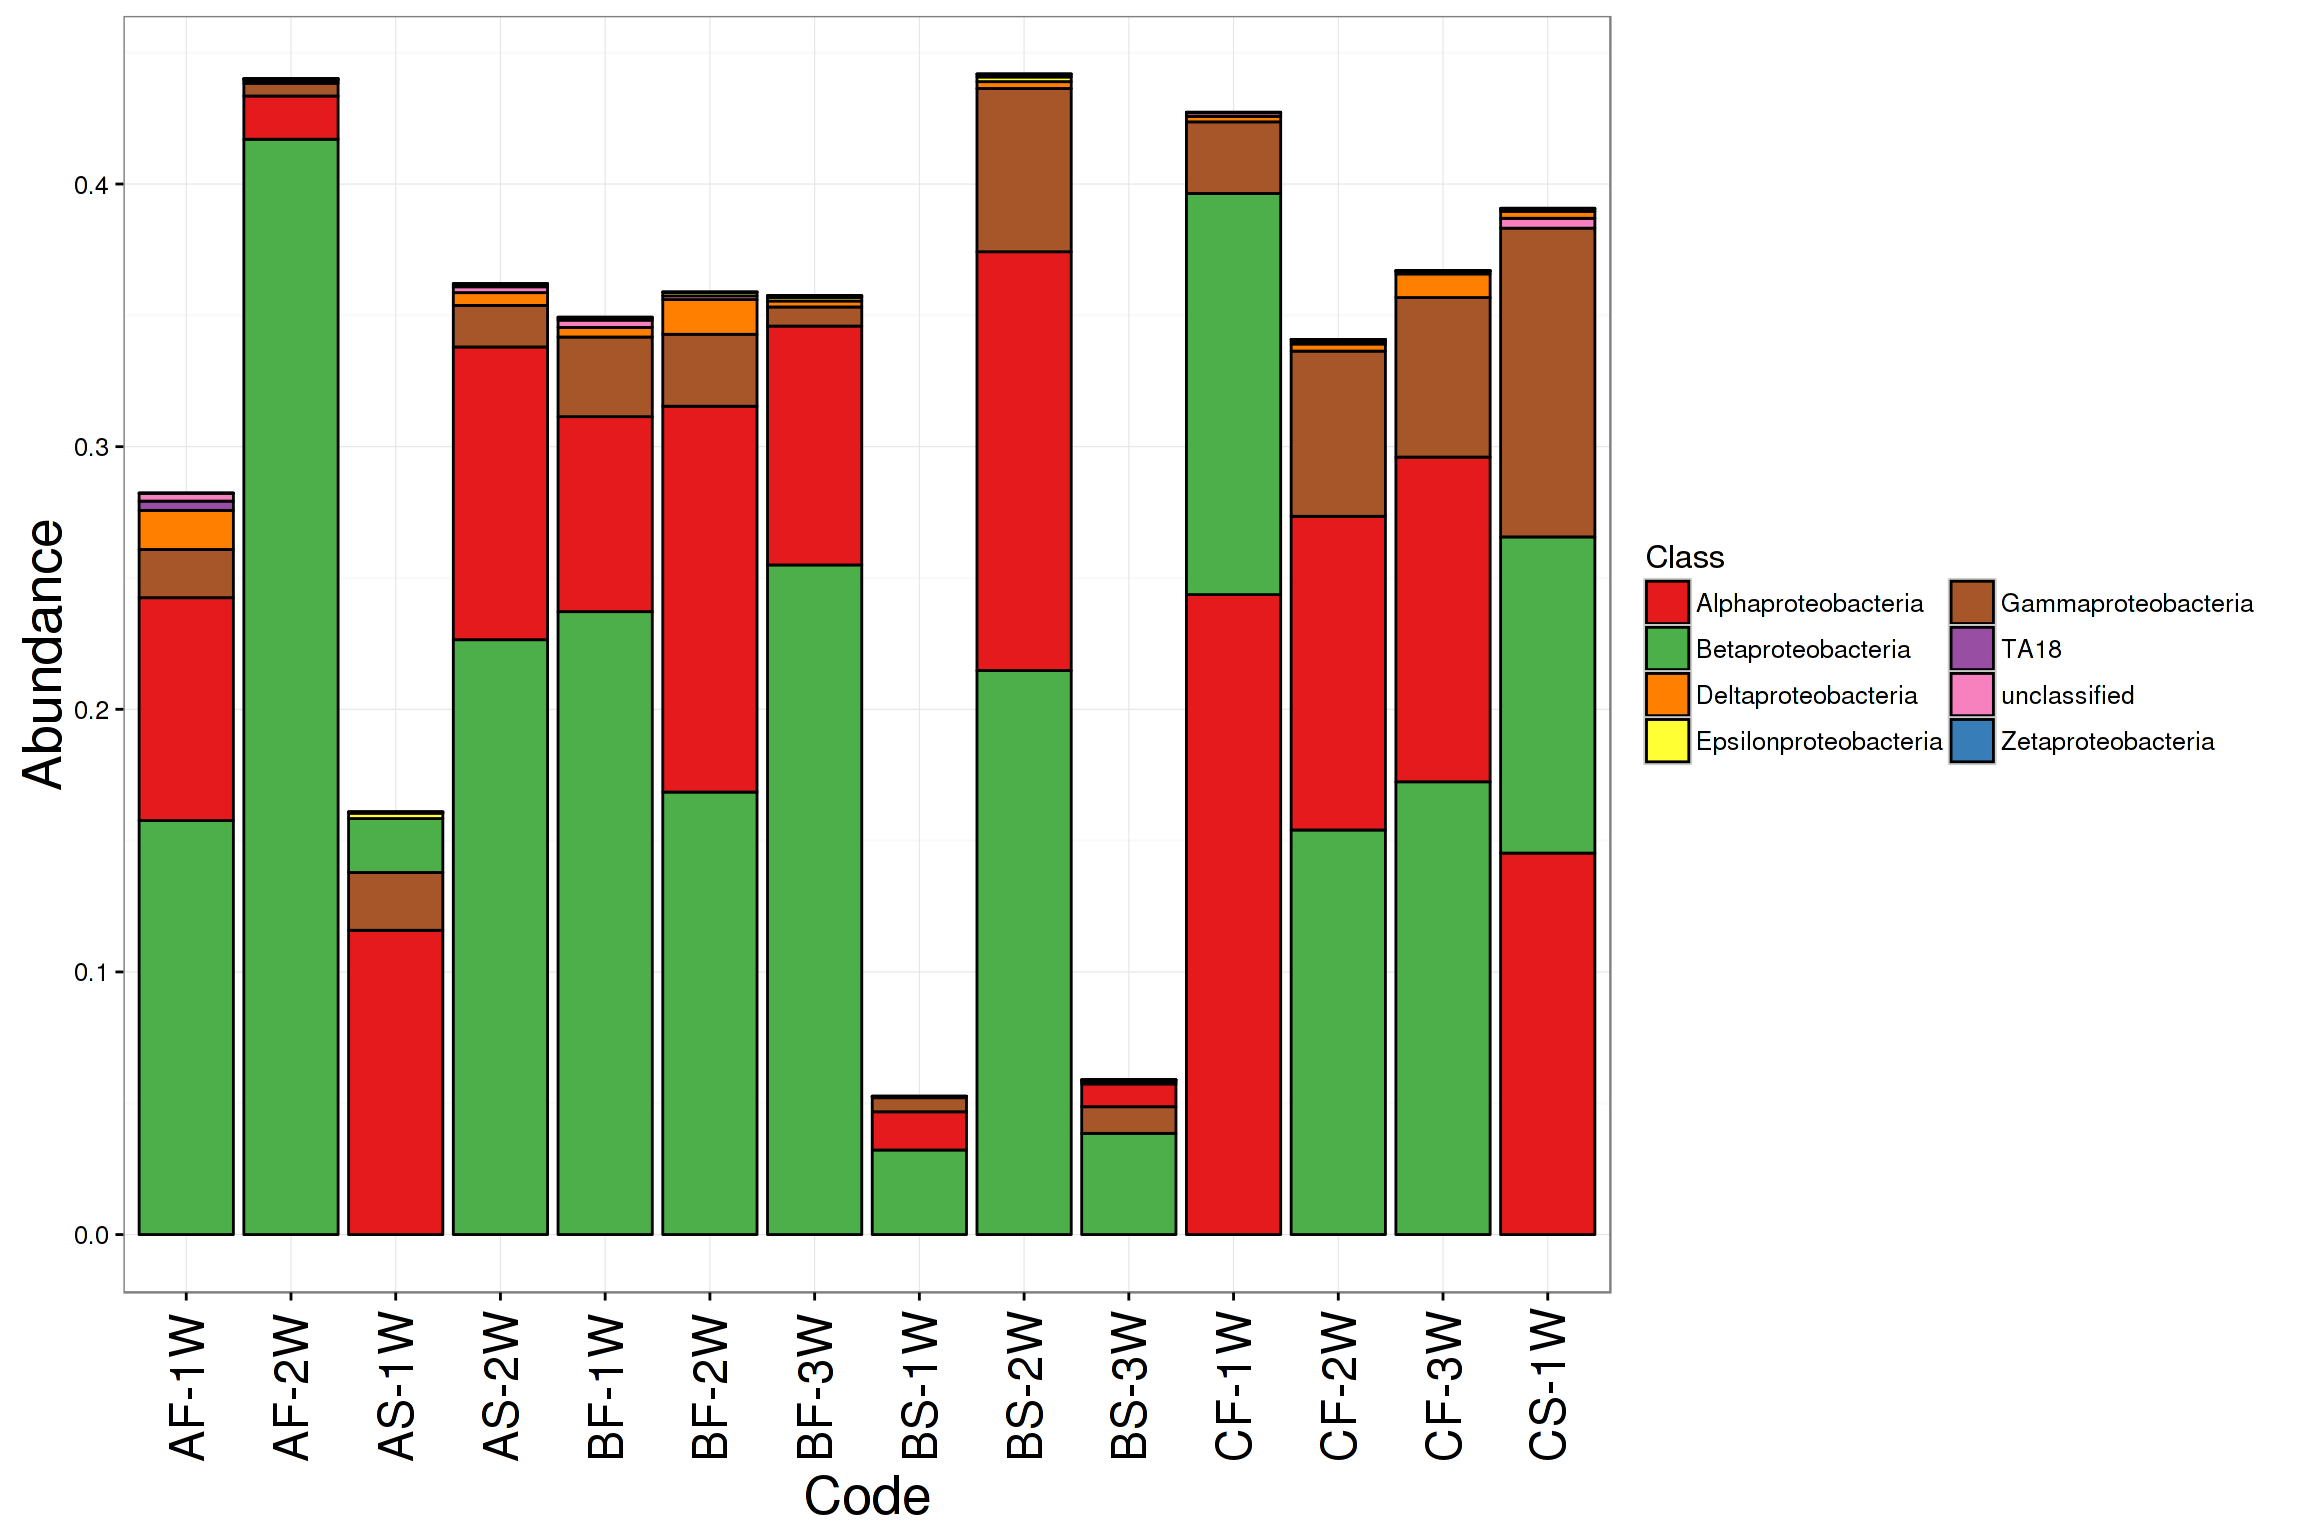 Abundance
0.4
0.3
0.2
0.1
0.0
AF-1W
AF-2W
AS-1W
AS-2W
BF-1W
BF-2W
BF-3W
BS-1W
BS-2W
BS-3W
CF-1W
CF-2W
CF-3W
CS-1W
Code
Class
Alphaproteobacteria
Betaproteobacteria
Deltaproteobacteria
Epsilonproteobacteria
Gammaproteobacteria
TA18
unclassified
Zetaproteobacteria